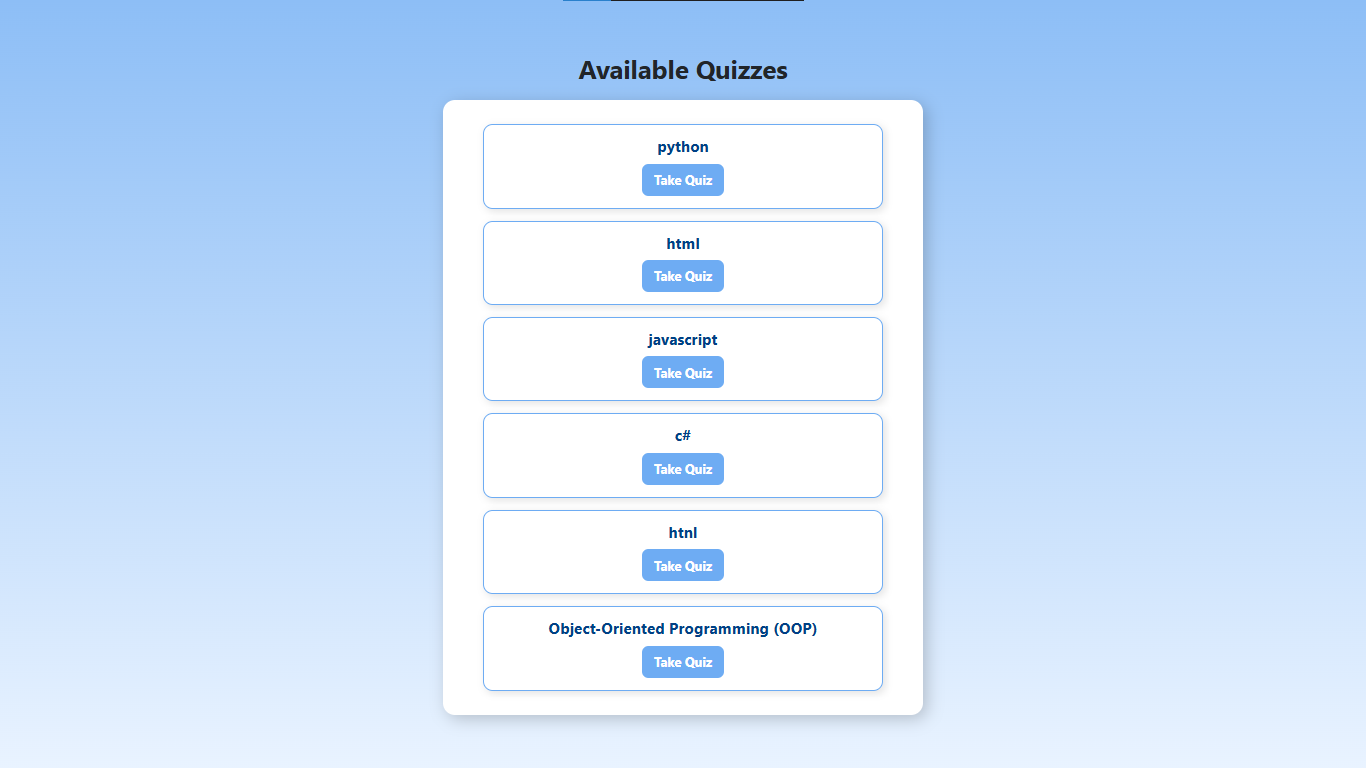 Available Quizzes
python
Take Quiz
html
Take Quiz
javascript
Take Quiz
c#
Take Quiz
htnl
Take Quiz
Object-Oriented Programming (OOP)
Take Quiz